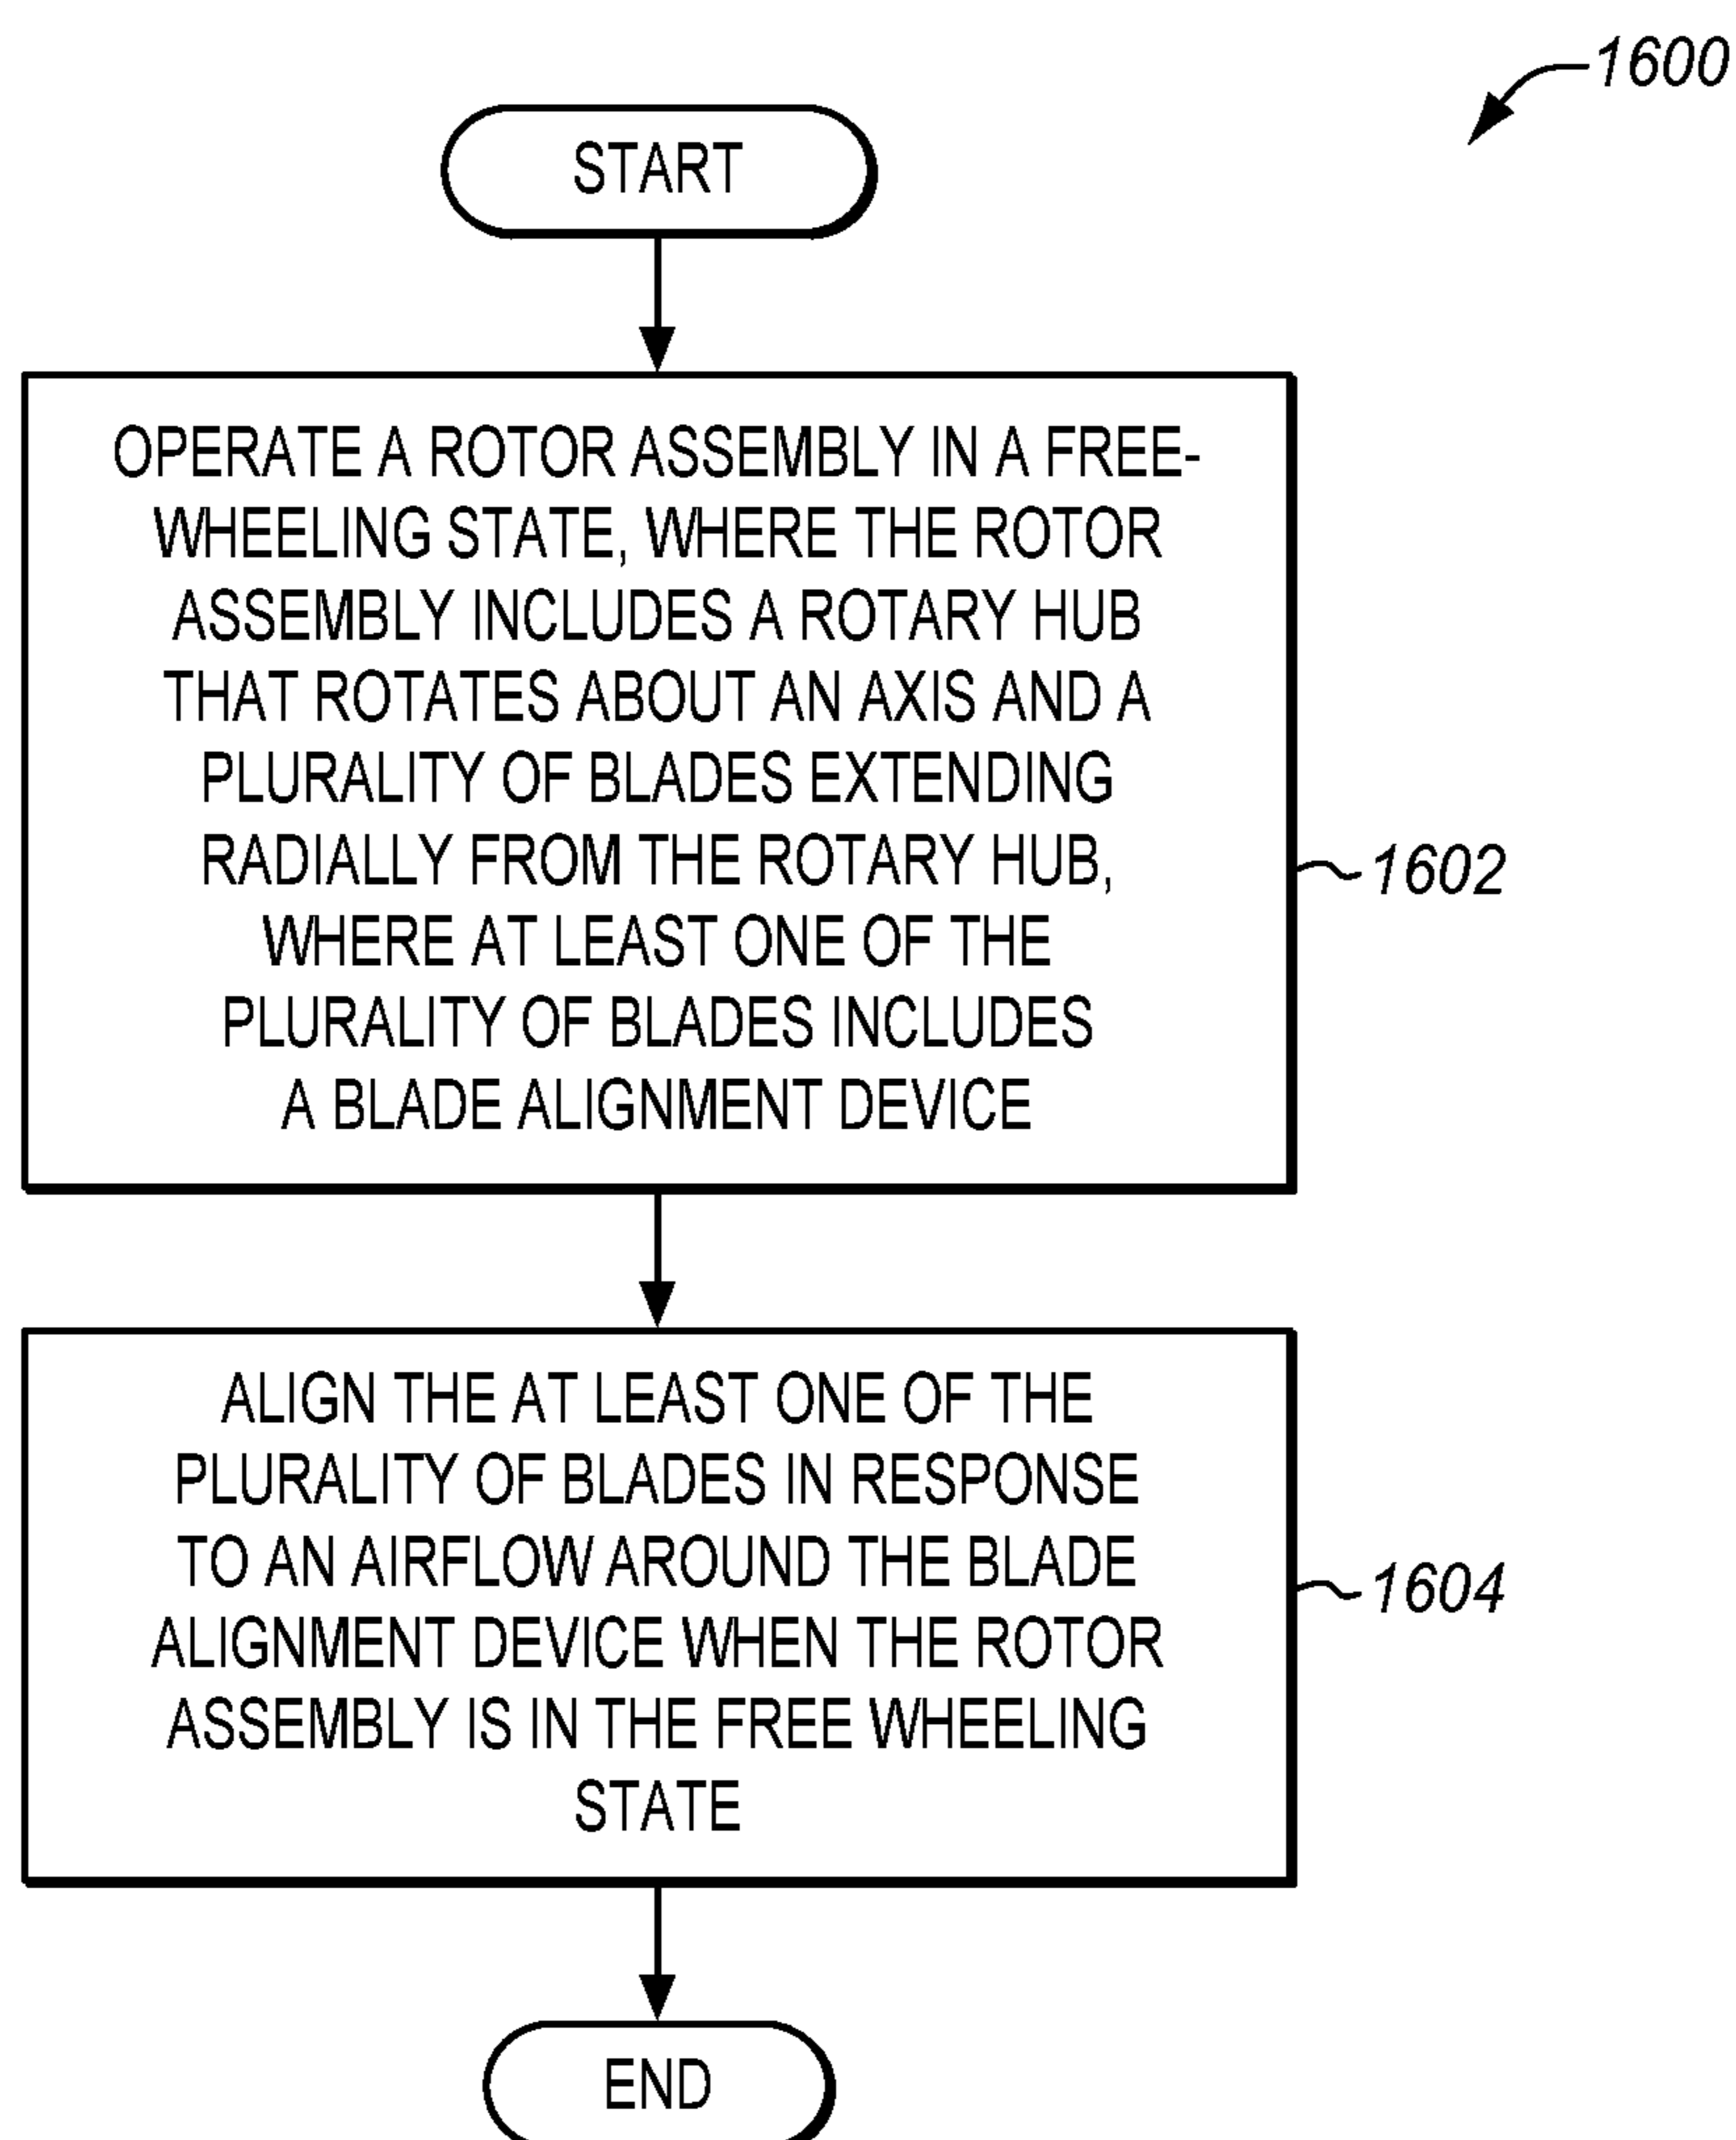 1600
START
OPERATE A ROTOR ASSEMBLY IN A FREE-
WHEELING STATE, WHERE THE ROTOR
ASSEMBLY INCLUDES A ROTARY HUB
THAT ROTATES ABOUT AN AXIS AND A
PLURALITY OF BLADES EXTENDING
RADIALLY FROM THE ROTARY HUB,
WHERE AT LEAST ONE OF THE
PLURALITY OF BLADES INCLUDES
A BLADE ALIGNMENT DEVICE
1602
ALIGN THE AT LEAST ONE OF THE
PLURALITY OF BLADES IN RESPONSE
TO AN AIRFLOW AROUND THE BLADE
ALIGNMENT DEVICE WHEN THE ROTOR
ASSEMBLY IS IN THE FREE WHEELING
STATE
1604
END